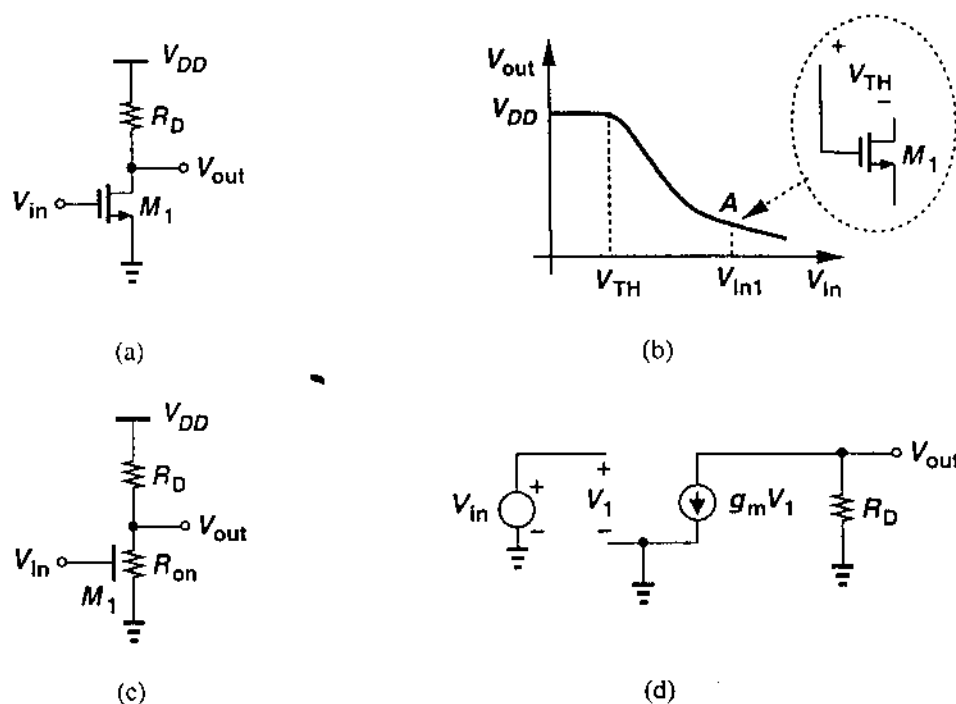 V_DD
R_D
V_out
V_in
M_1
(a)
V_out
V_DD
A
V_TH
V_in1
V_in
+
V_TH
−
M_1
(b)
V_DD
R_D
V_out
V_in
R_on
M_1
(c)
V_in
+
−
+
V_1
−
g_mV_1
V_out
R_D
(d)